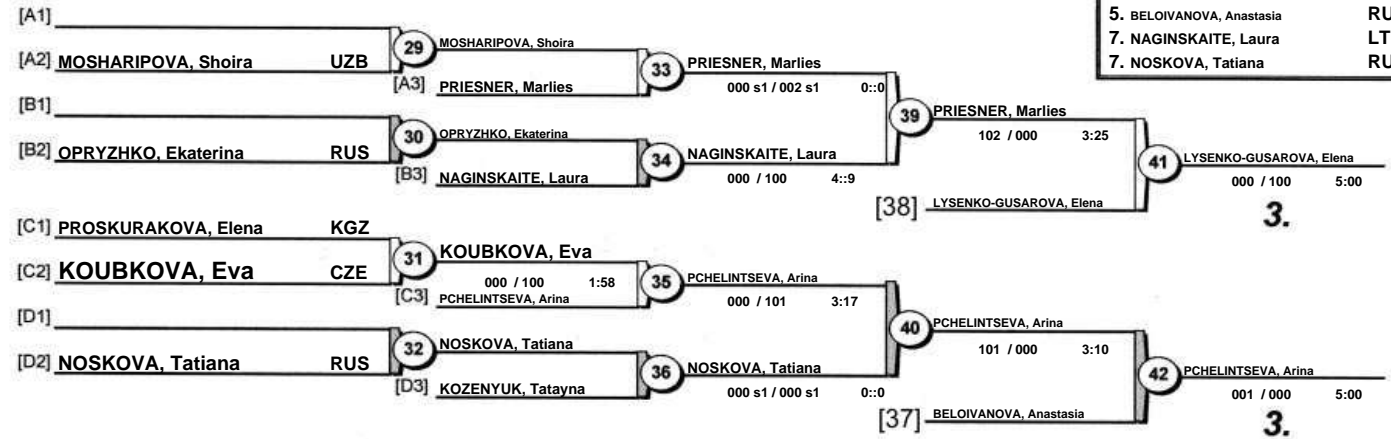 5. BELOIVANOVA, Anastasia RU
7. NAGINSKAITE, Laura LT
7. NOSKOVA, Tatiana RU
[A1]
[A2] MOSHARIPOVA, Shoira UZB
29
MOSHARIPOVA, Shoira
[A3] PRIESNER, Marlies
33
PRIESNER, Marlies
000 s1 / 002 s1 0::0
[B1]
[B2] OPRYZHKO, Ekaterina RUS
30
OPRYZHKO, Ekaterina
[B3] NAGINSKAITE, Laura
34
NAGINSKAITE, Laura
000 / 100 4::9
39
PRIESNER, Marlies
102 / 000 3:25
[38] LYSENKO-GUSAROVA, Elena
41
LYSENKO-GUSAROVA, Elena
000 / 100 5:00
3.
[C1] PROSKURAKOVA, Elena KGZ
[C2] KOUBKOVA, Eva CZE
31
KOUBKOVA, Eva
000 / 100 1:58
[C3] PCHELINTSEVA, Arina
35
PCHELINTSEVA, Arina
000 / 101 3:17
[D1]
[D2] NOSKOVA, Tatiana RUS
32
NOSKOVA, Tatiana
[D3] KOZENYUK, Tatayna
36
NOSKOVA, Tatiana
000 s1 / 000 s1 0::0
40
PCHELINTSEVA, Arina
101 / 000 3:10
[37] BELOIVANOVA, Anastasia
42
PCHELINTSEVA, Arina
001 / 000 5:00
3.